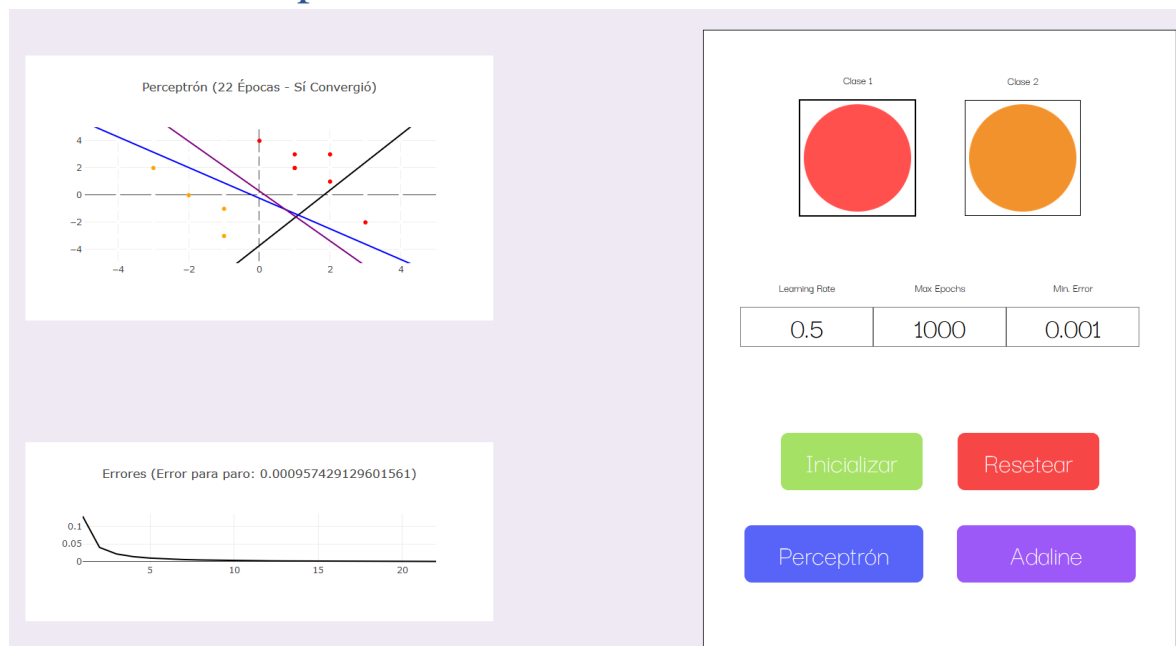 Perceptrón (22 Épocas - Sí Convergió)
4
2
0
−2
−4
−4
−2
0
2
4
Errores (Error para paro: 0.000957429129601561)
0.1
0.05
0
5
10
15
20
Clase 1
Clase 2
Learning Rate
Max Epochs
Min. Error
0.5
1000
0.001
Inicializar
Resetear
Perceptrón
Adaline